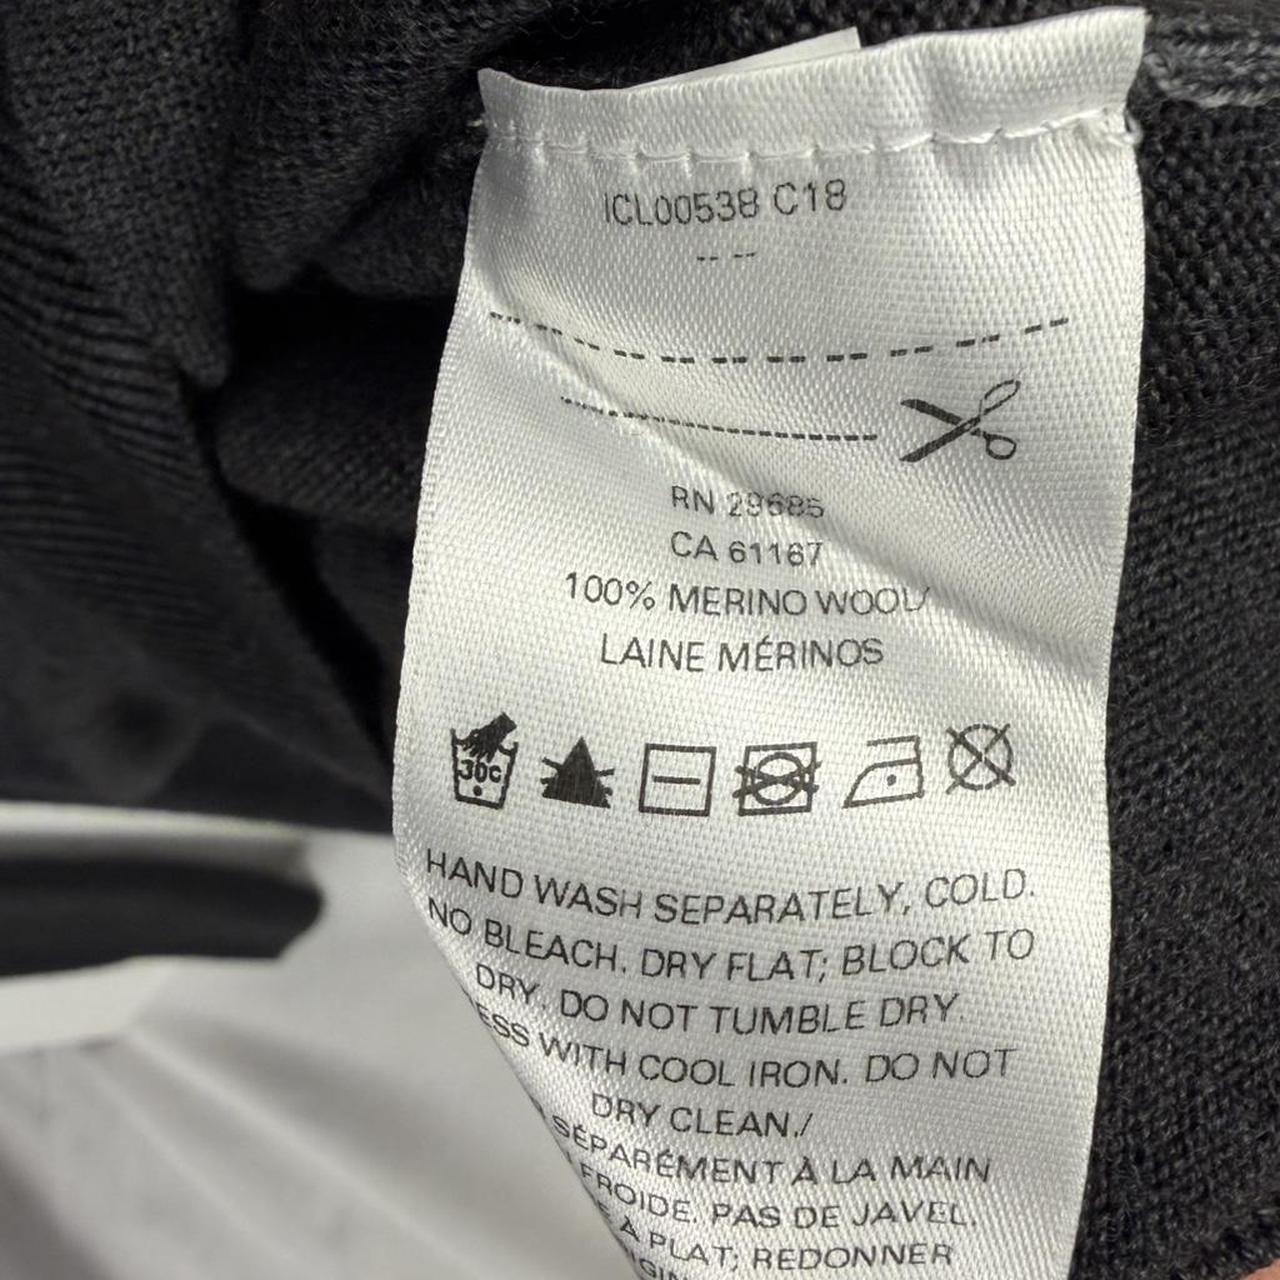 ICL00538 C18
-- --
RN 29685
CA 61167
100% MERINO WOOL/
LAINE MÉRINOS
30c
HAND WASH SEPARATELY, COLD.
NO BLEACH. DRY FLAT; BLOCK TO
DRY. DO NOT TUMBLE DRY.
ESS WITH COOL IRON. DO NOT
DRY CLEAN./
SÉPARÉMENT À LA MAIN
FROIDE. PAS DE JAVEL.
À PLAT; REDONNER